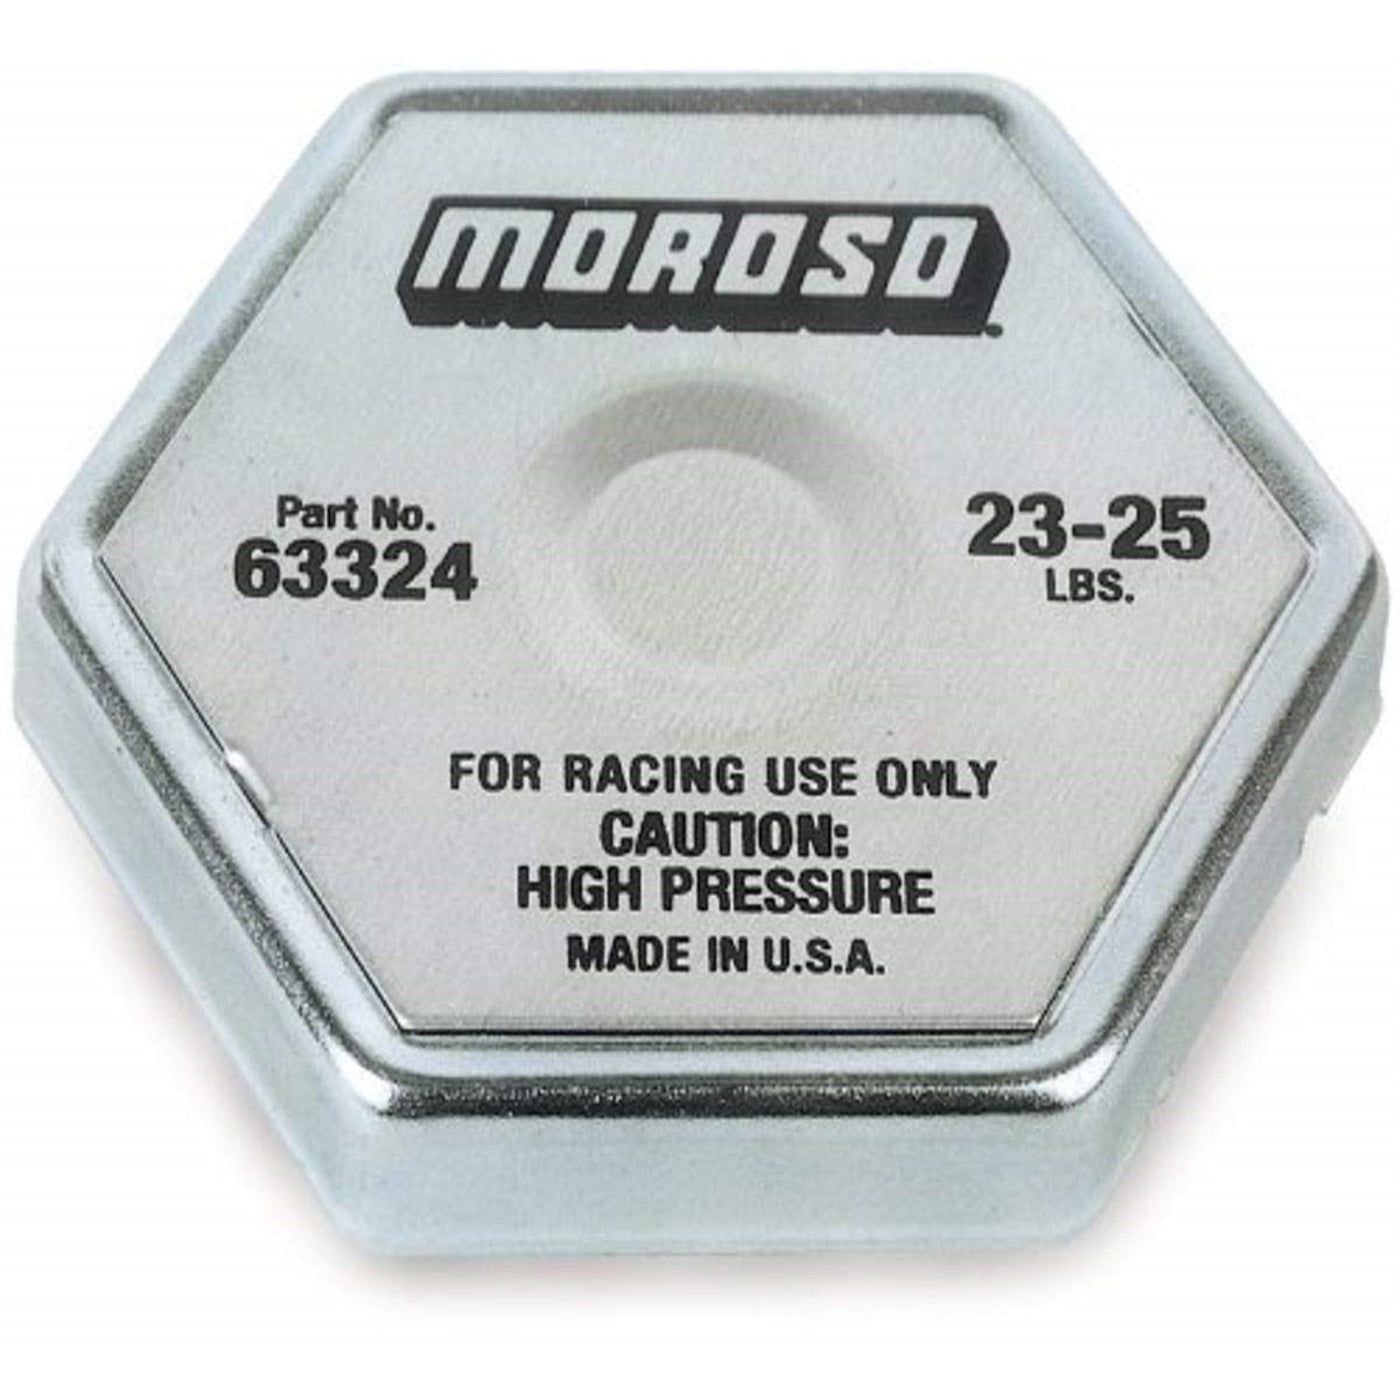 MOROSO
Part No.
63324
23-25
LBS.
FOR RACING USE ONLY
CAUTION:
HIGH PRESSURE
MADE IN U.S.A.